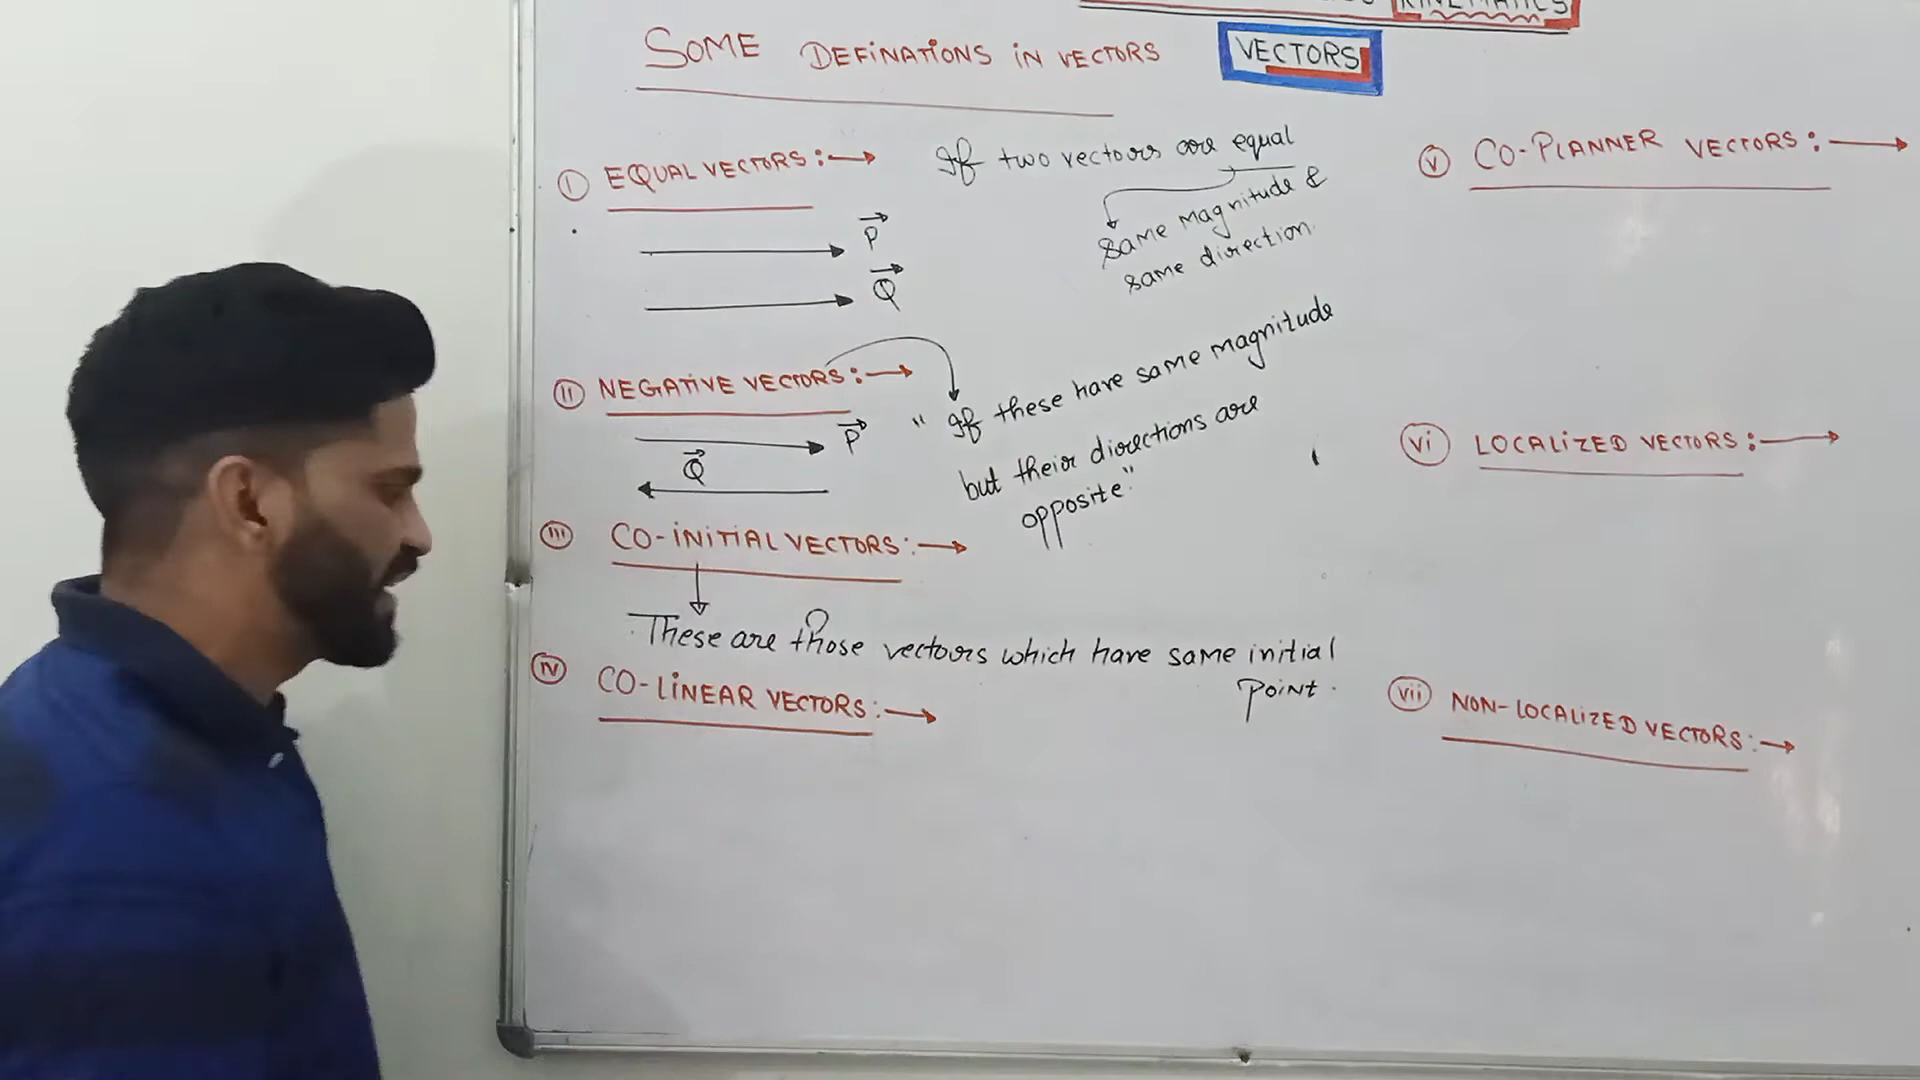 KINEMATICS
SOME DEFINATIONS IN VECTORS
VECTORS
I EQUAL VECTORS :→
If two vectors are equal
same magnitude &
same direction.
P
Q
II NEGATIVE VECTORS :→
"If these have same magnitude
but their directions are
opposite"
P
Q
III CO-INITIAL VECTORS :→
These are those vectors which have same initial
point.
IV CO-LINEAR VECTORS :→
V CO-PLANNER VECTORS :→
VI LOCALIZED VECTORS :→
VII NON-LOCALIZED VECTORS :→